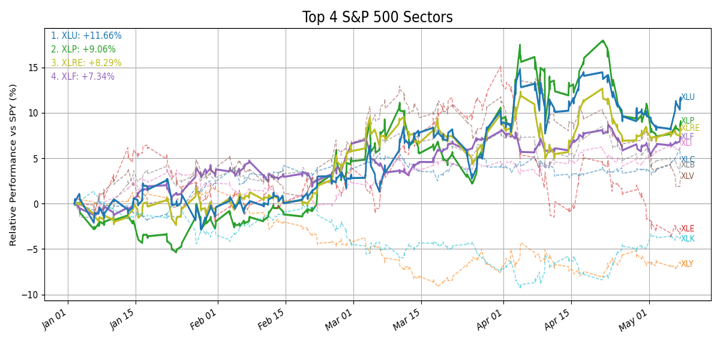 Top 4 S&P 500 Sectors
1. XLU: +11.66%
2. XLP: +9.06%
3. XLRE: +8.29%
4. XLF: +7.34%
Relative Performance vs SPY (%)
15
10
5
0
−5
−10
Jan 01
Jan 15
Feb 01
Feb 15
Mar 01
Mar 15
Apr 01
Apr 15
May 01
XLU
XLP
XLRE
XLF
XLI
XLC
XLB
XLV
XLE
XLK
XLY